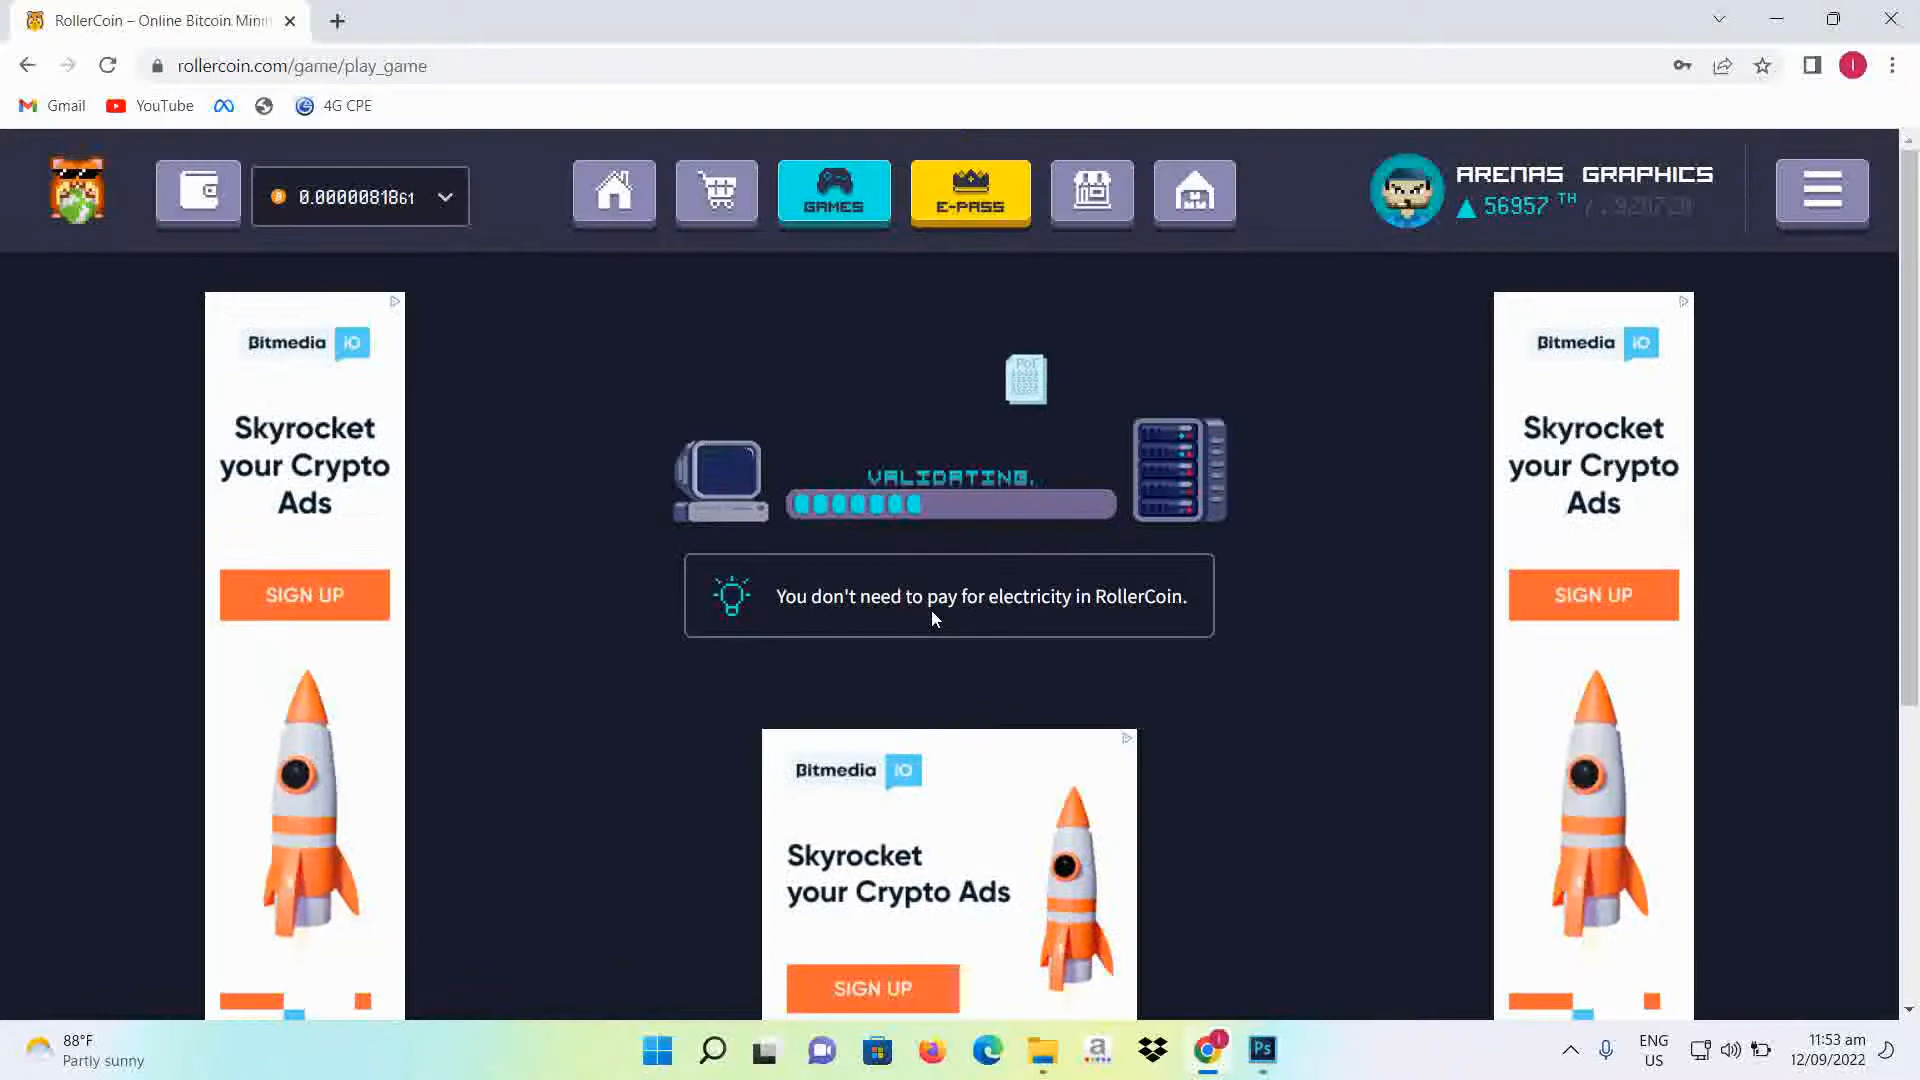 RollerCoin – Online Bitcoin Minin
rollercoin.com/game/play_game
Gmail
YouTube
4G CPE
0.0000081861
GAMES
E-PASS
ARENAS GRAPHICS
56957 TH
Bitmedia IO
Skyrocket
your Crypto
Ads
SIGN UP
VALIDATING.
You don't need to pay for electricity in RollerCoin.
Bitmedia IO
Skyrocket
your Crypto Ads
SIGN UP
Bitmedia IO
Skyrocket
your Crypto
Ads
SIGN UP
88°F
Partly sunny
Ps
ENG
US
11:53 am
12/09/2022